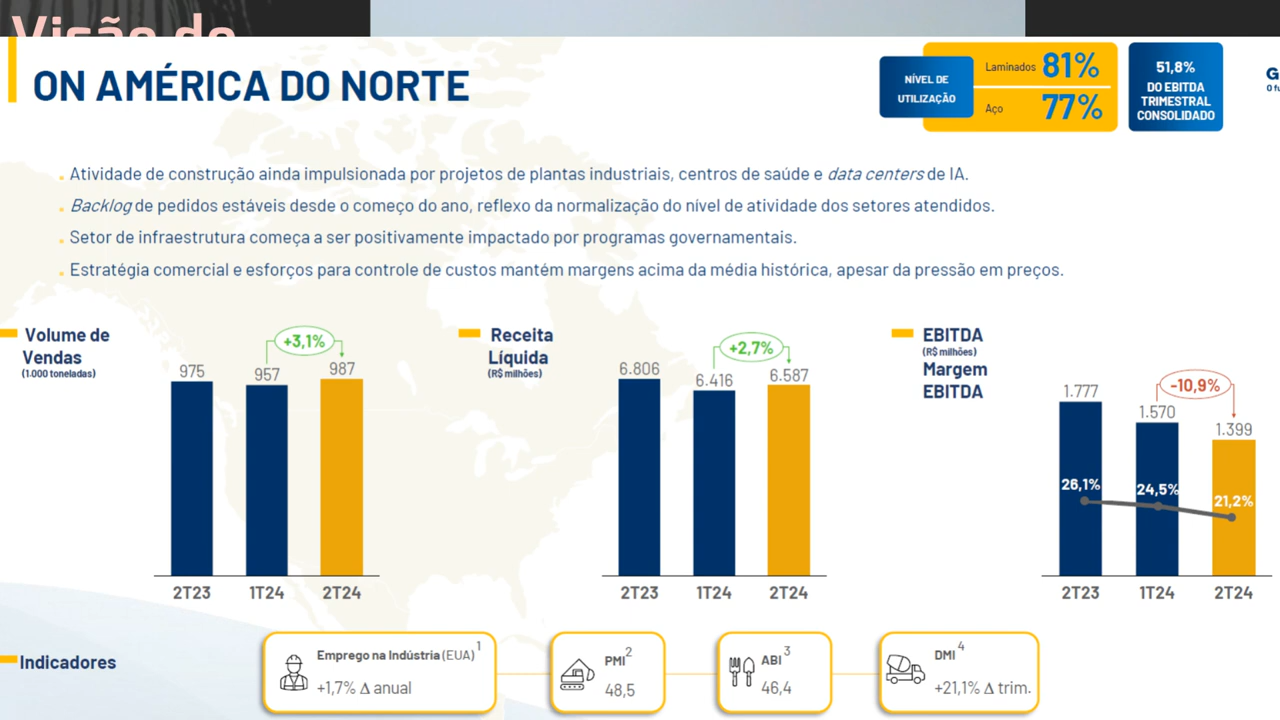 Visão do
ON AMÉRICA DO NORTE
NÍVEL DE
UTILIZAÇÃO
Laminados 81%
Aço 77%
51,8%
DO EBITDA
TRIMESTRAL
CONSOLIDADO
G
O fu
Atividade de construção ainda impulsionada por projetos de plantas industriais, centros de saúde e data centers de IA.
Backlog de pedidos estáveis desde o começo do ano, reflexo da normalização do nível de atividade dos setores atendidos.
Setor de infraestrutura começa a ser positivamente impactado por programas governamentais.
Estratégia comercial e esforços para controle de custos mantém margens acima da média histórica, apesar da pressão em preços.
Volume de
Vendas
(1.000 toneladas)
+3,1%
975 957 987
2T23 1T24 2T24
Receita
Líquida
(R$ milhões)
+2,7%
6.806 6.416 6.587
2T23 1T24 2T24
EBITDA
(R$ milhões)
Margem
EBITDA
-10,9%
1.777 1.570 1.399
26,1% 24,5% 21,2%
2T23 1T24 2T24
Indicadores
Emprego na Indústria (EUA) 1
+1,7% Δ anual
PMI 2
48,5
ABI 3
46,4
DMI 4
+21,1% Δ trim.